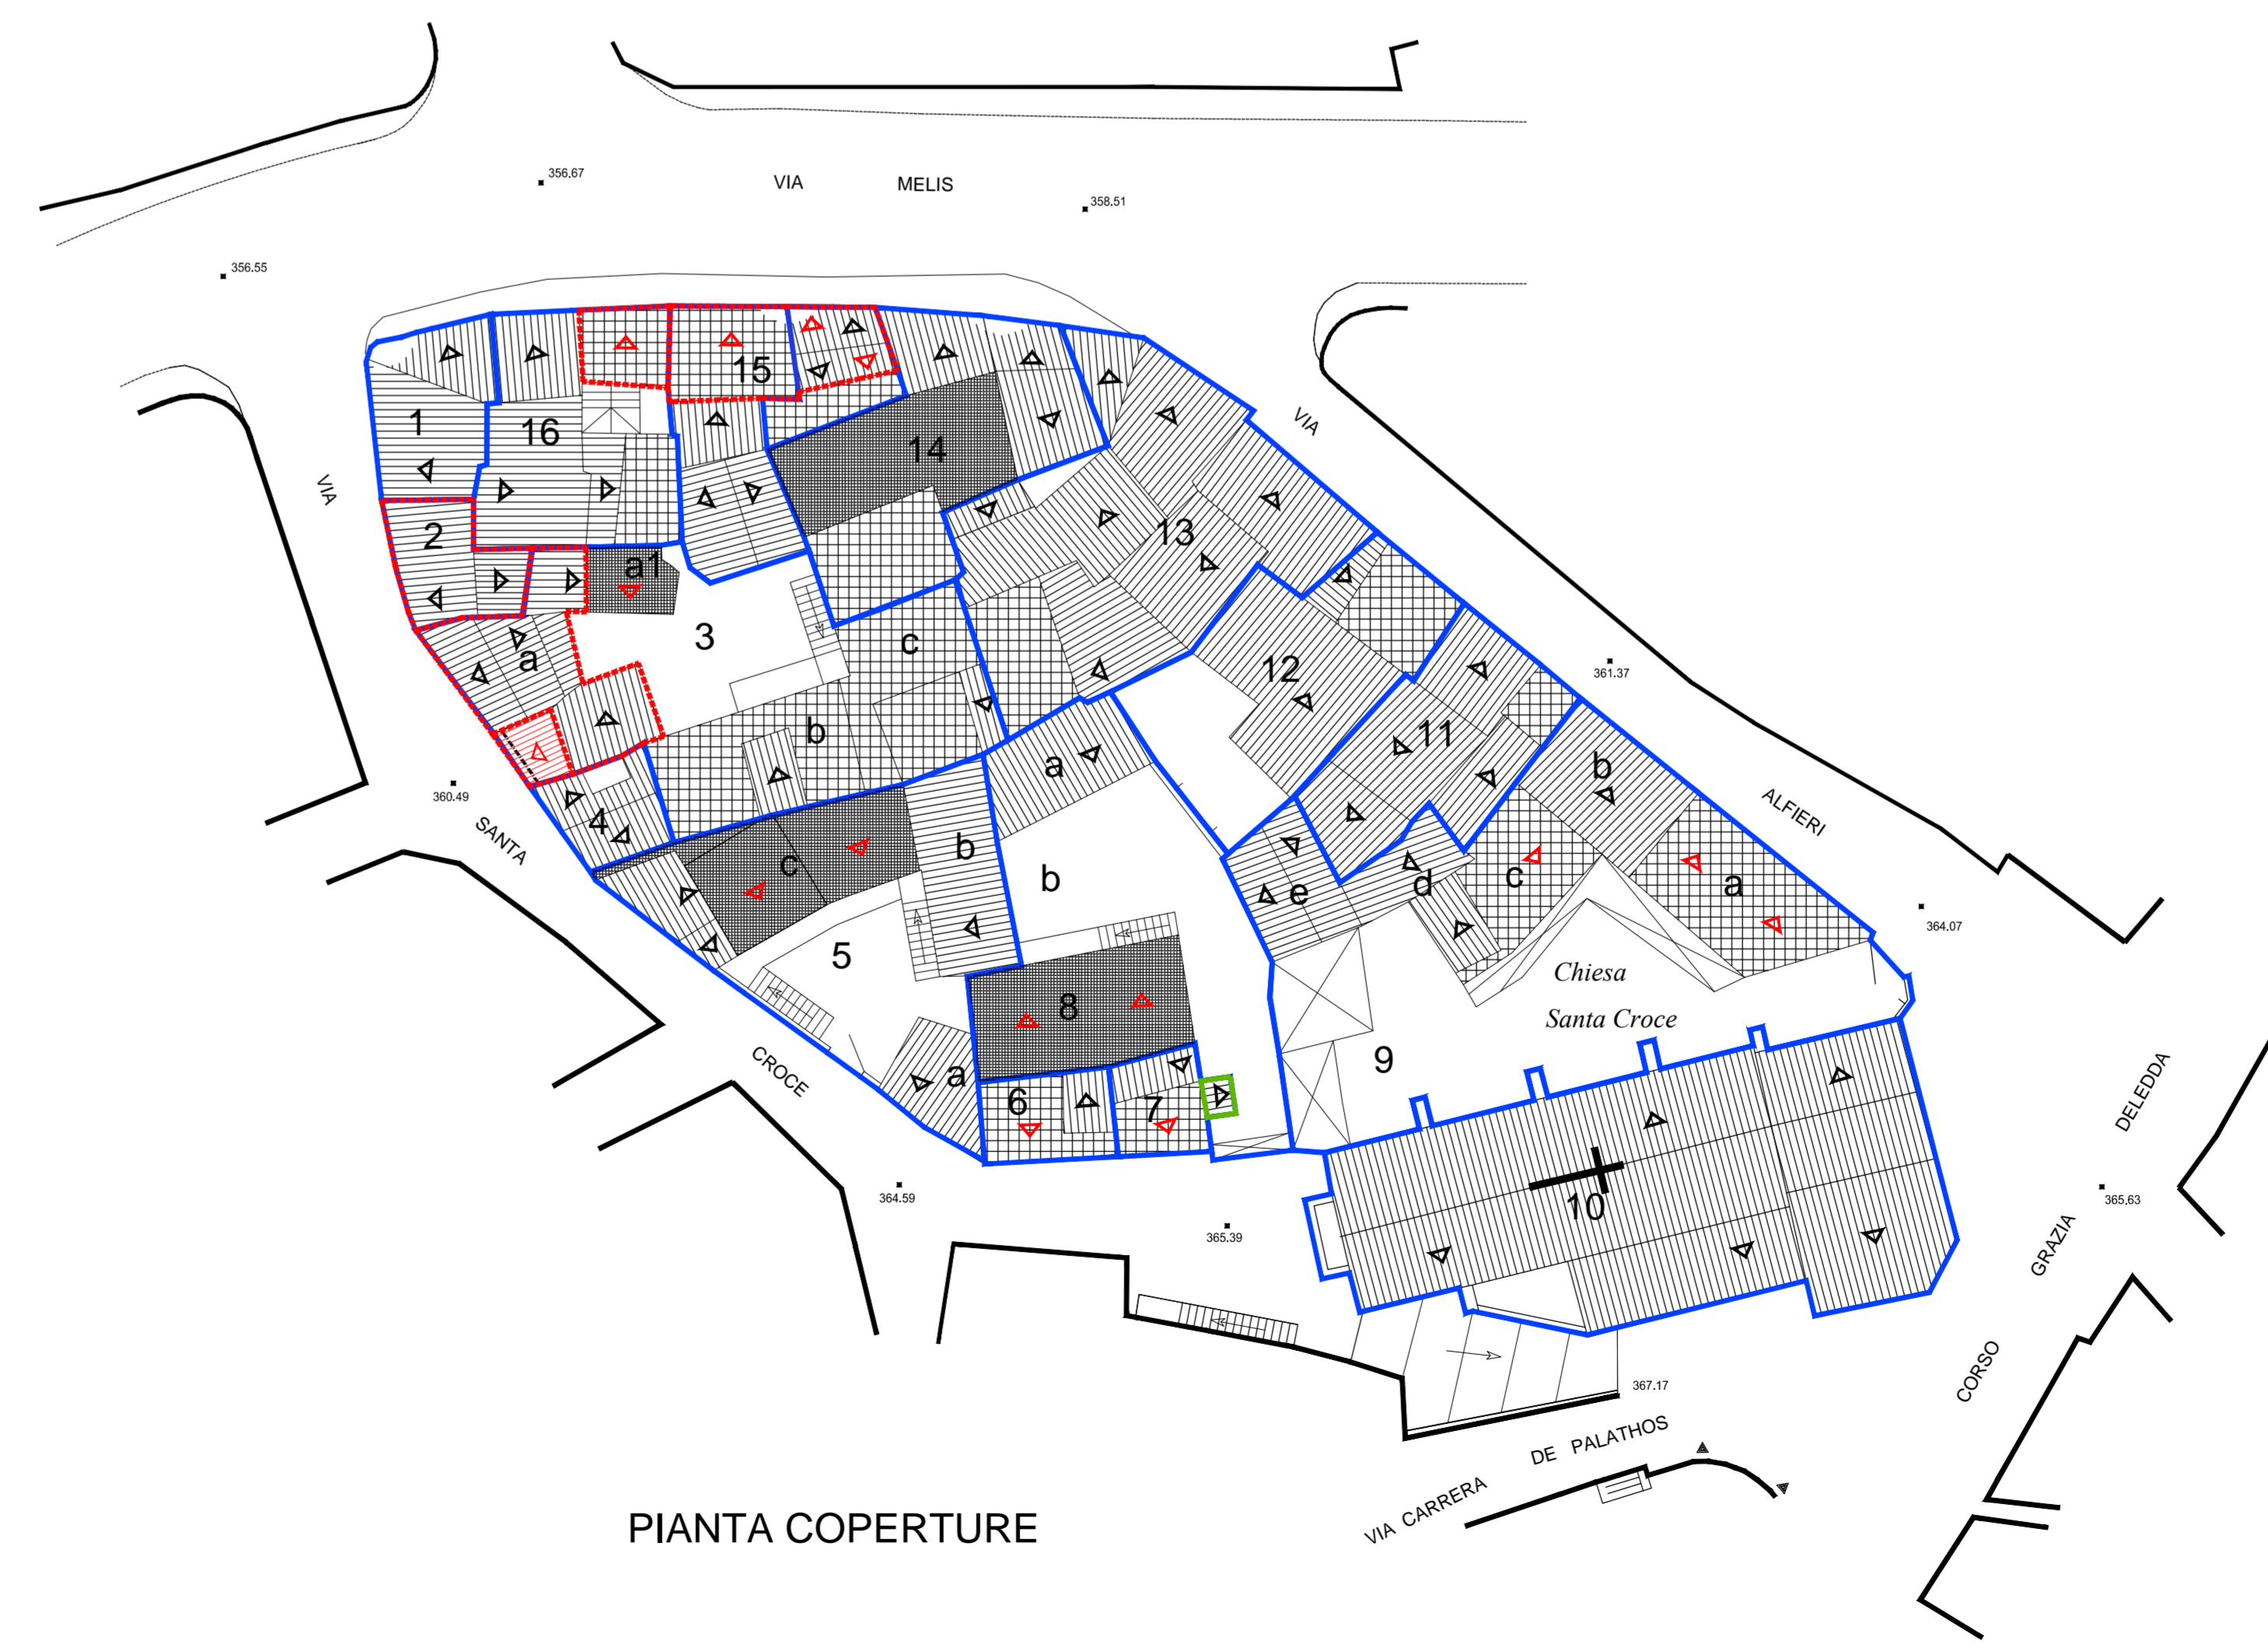 356.67
VIA MELIS
358.51
356.55
15
1
16
VIA
14
VIA
2
13
a1
3
c
a
12
361.37
b
11
a
b
360.49
ALFIERI
SANTA
4
b
c
b
e
d
c
a
364.07
5
Chiesa
Santa Croce
8
9
CROCE
a
6
7
DELEDDA
364.59
10
365.63
365.39
GRAZIA
CORSO
367.17
DE PALATHOS
VIA CARRERA
PIANTA COPERTURE